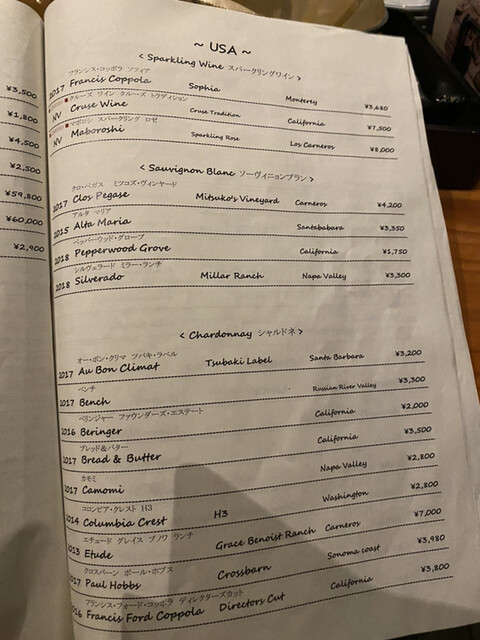 ¥3,500
¥1,800
¥4,500
¥2,500
¥59,800
¥60,000
¥2,900
~ USA ~
< Sparkling Wine スパークリングワイン >
フランシス・コッポラ ソフィア
2017 Francis Coppola Sophia Monterey ¥3,680
クルーズ ワイン クルーズ トラディション
NV Cruse Wine Cruse Tradition California ¥7,500
マボロシ スパークリング ロゼ
NV Maboroshi Sparkling Rose Los Carneros ¥8,000
< Sauvignon Blanc ソーヴィニョンブラン >
クロ・ペガス ミツコズ・ヴィンヤード
2017 Clos Pegase Mitsuko's Vineyard Carneros ¥4,200
アルタ マリア
2015 Alta Maria Santababara ¥3,350
ペッパーウッド・グローブ
2018 Pepperwood Grove California ¥1,750
シルヴェラード ミラー・ランチ
2018 Silverado Millar Ranch Napa Valley ¥3,300
< Chardonnay シャルドネ >
オー・ボン・クリマ ツバキ・ラベル
2017 Au Bon Climat Tsubaki Label Santa Barbara ¥3,200
ベンチ
2017 Bench Russian River Valley ¥3,300
ベリンジャー ファウンダーズ・エステート
2016 Beringer California ¥2,000
ブレッド&バター
2017 Bread & Butter California ¥3,500
カモミ
2017 Camomi Napa Valley ¥2,800
コロンビア・クレスト H3
2014 Columbia Crest H3 Washington ¥2,800
エチュード グレイス ブノワ ランチ
2013 Etude Grace Benoist Ranch Carneros ¥7,000
クロスバーン ポール・ホブス
2017 Paul Hobbs Crossbarn Sonoma coast ¥3,980
フランシス・フォード・コッポラ ディレクターズカット
2016 Francis Ford Coppola Directors Cut California ¥3,800